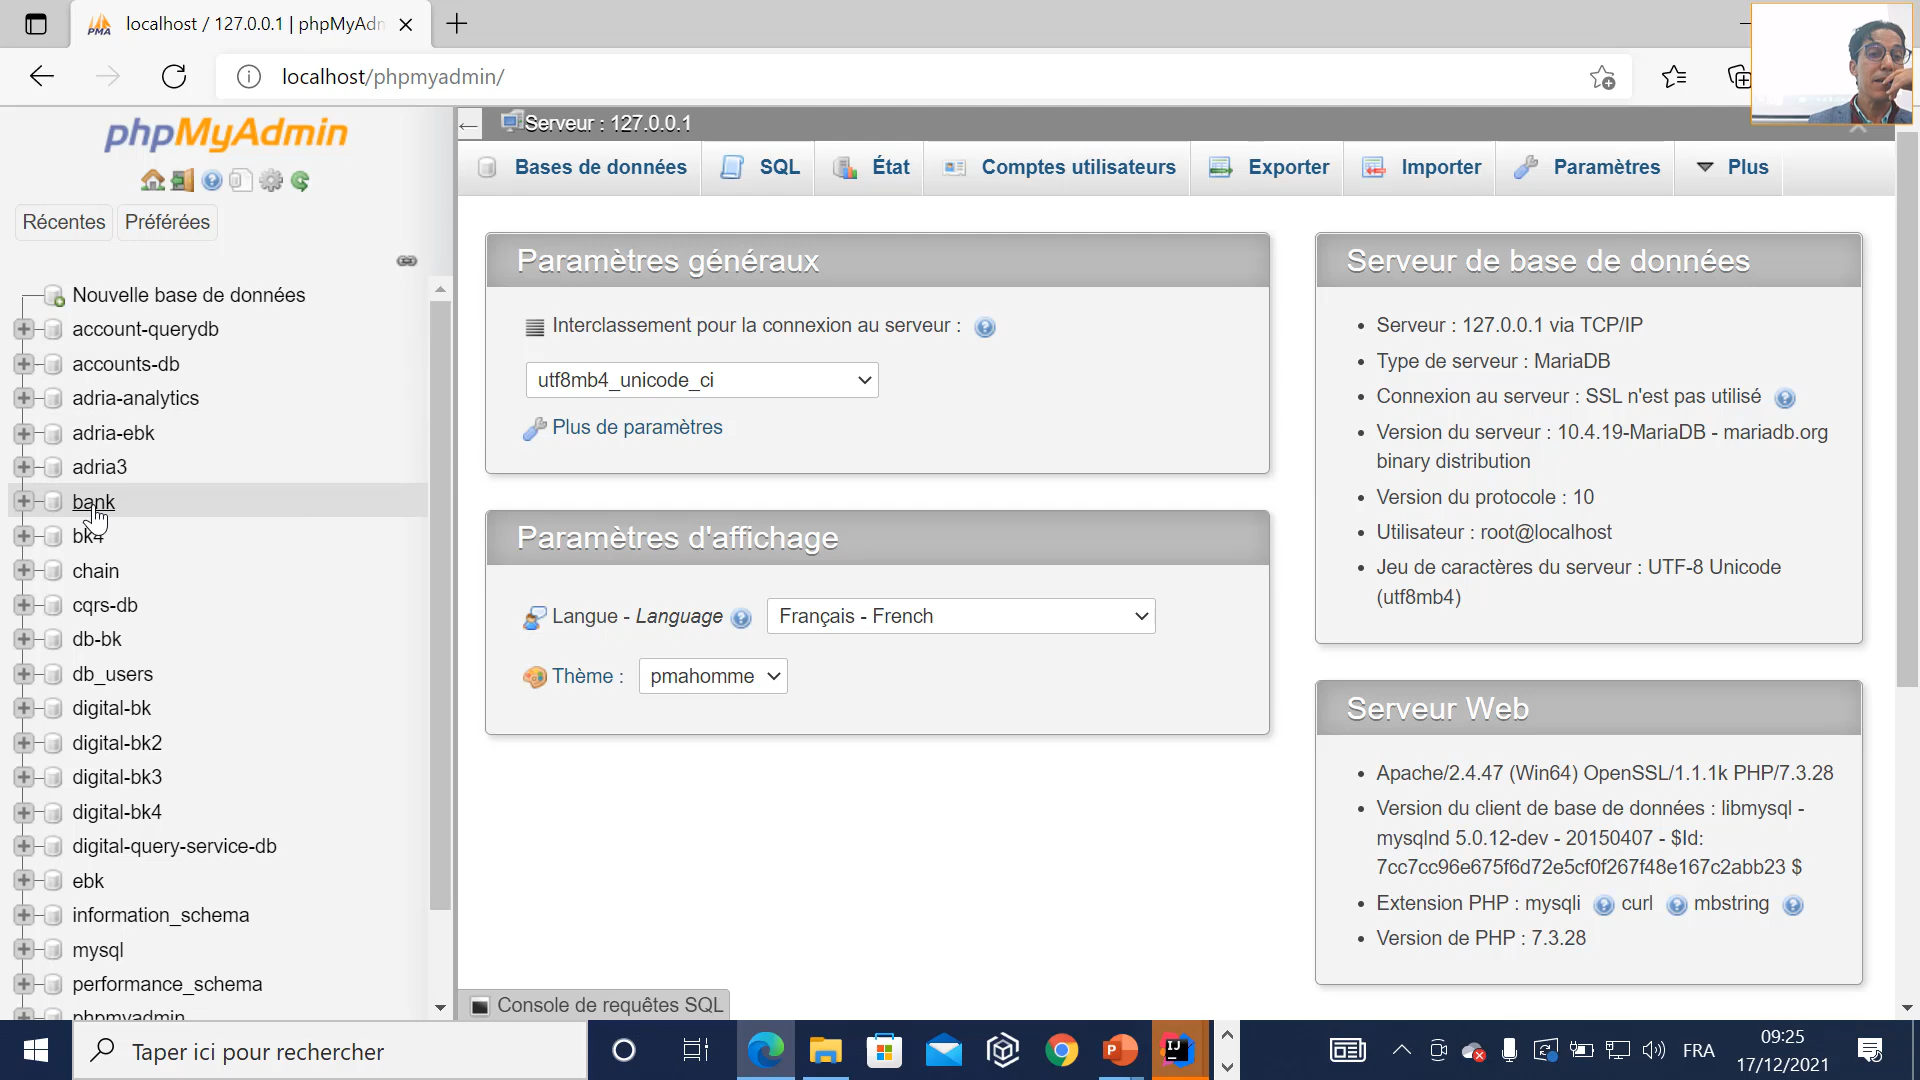 localhost / 127.0.0.1 | phpMyAdn
localhost/phpmyadmin/
phpMyAdmin
Récentes
Préférées
Nouvelle base de données
account-querydb
accounts-db
adria-analytics
adria-ebk
adria3
bank
bk4
chain
cqrs-db
db-bk
db_users
digital-bk
digital-bk2
digital-bk3
digital-bk4
digital-query-service-db
ebk
information_schema
mysql
performance_schema
phpmyadmin
Serveur : 127.0.0.1
Bases de données
SQL
État
Comptes utilisateurs
Exporter
Importer
Paramètres
Plus
Paramètres généraux
Interclassement pour la connexion au serveur :
utf8mb4_unicode_ci
Plus de paramètres
Paramètres d'affichage
Langue - Language
Français - French
Thème :
pmahomme
Serveur de base de données
Serveur : 127.0.0.1 via TCP/IP
Type de serveur : MariaDB
Connexion au serveur : SSL n'est pas utilisé
Version du serveur : 10.4.19-MariaDB - mariadb.org
binary distribution
Version du protocole : 10
Utilisateur : root@localhost
Jeu de caractères du serveur : UTF-8 Unicode
(utf8mb4)
Serveur Web
Apache/2.4.47 (Win64) OpenSSL/1.1.1k PHP/7.3.28
Version du client de base de données : libmysql -
mysqlnd 5.0.12-dev - 20150407 - $Id:
7cc7cc96e675f6d72e5cf0f267f48e167c2abb23 $
Extension PHP : mysqli curl mbstring
Version de PHP : 7.3.28
Console de requêtes SQL
Taper ici pour rechercher
FRA
09:25
17/12/2021